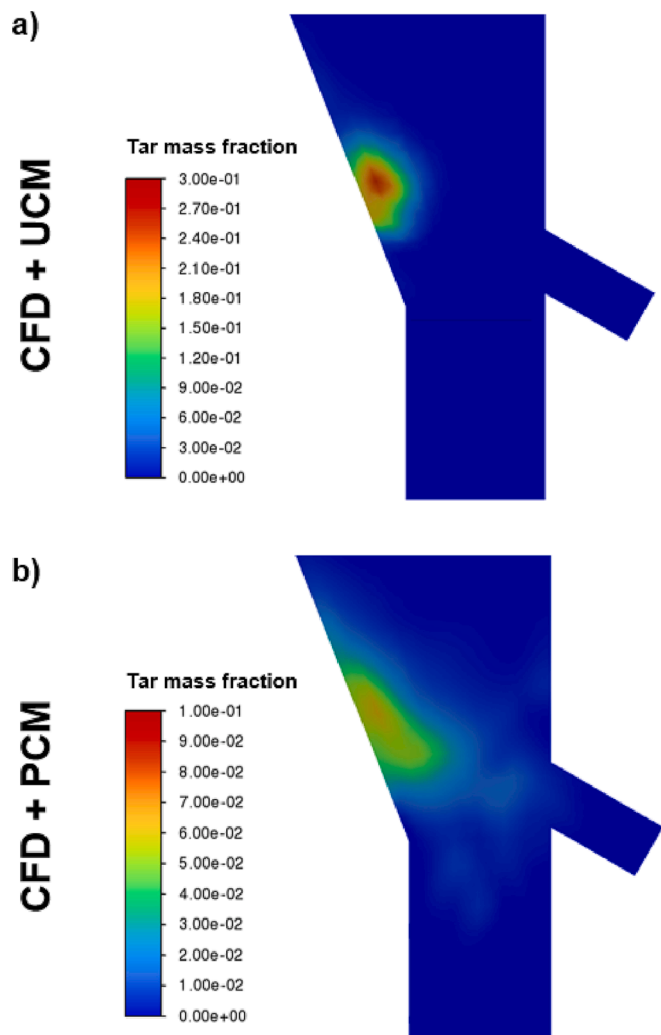 a)
CFD + UCM
Tar mass fraction
3.00e-01
2.70e-01
2.40e-01
2.10e-01
1.80e-01
1.50e-01
1.20e-01
9.00e-02
6.00e-02
3.00e-02
0.00e+00
b)
CFD + PCM
Tar mass fraction
1.00e-01
9.00e-02
8.00e-02
7.00e-02
6.00e-02
5.00e-02
4.00e-02
3.00e-02
2.00e-02
1.00e-02
0.00e+00